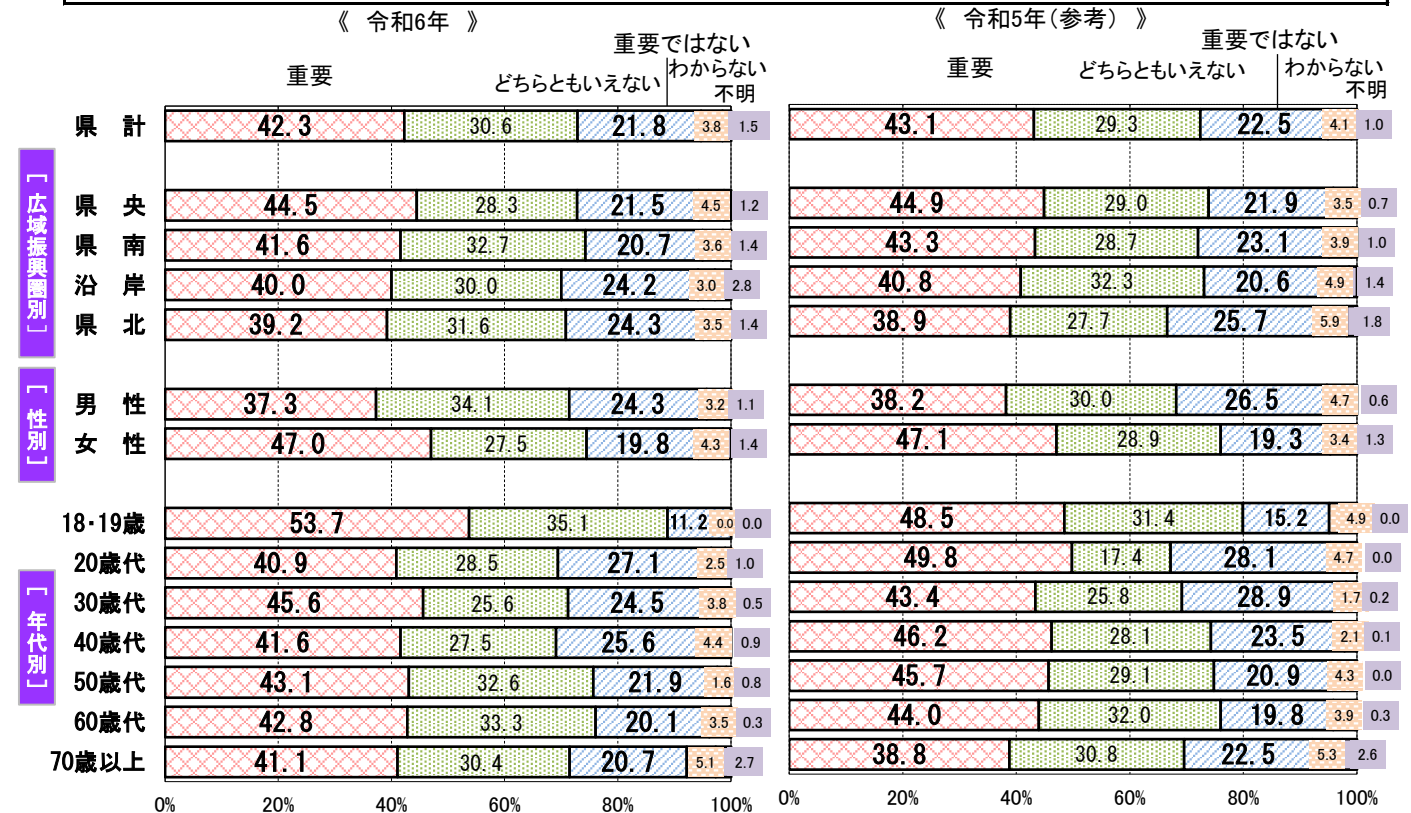 《 令和6年 》
重要 どちらともいえない 重要ではない わからない 不明
県 計 42.3 30.6 21.8 3.8 1.5
[広域振興圏別]
県 央 44.5 28.3 21.5 4.5 1.2
県 南 41.6 32.7 20.7 3.6 1.4
沿 岸 40.0 30.0 24.2 3.0 2.8
県 北 39.2 31.6 24.3 3.5 1.4
[性別]
男 性 37.3 34.1 24.3 3.2 1.1
女 性 47.0 27.5 19.8 4.3 1.4
[年代別]
18・19歳 53.7 35.1 11.2 0.0 0.0
20歳代 40.9 28.5 27.1 2.5 1.0
30歳代 45.6 25.6 24.5 3.8 0.5
40歳代 41.6 27.5 25.6 4.4 0.9
50歳代 43.1 32.6 21.9 1.6 0.8
60歳代 42.8 33.3 20.1 3.5 0.3
70歳以上 41.1 30.4 20.7 5.1 2.7
0% 20% 40% 60% 80% 100%
《 令和5年(参考) 》
重要 どちらともいえない 重要ではない わからない 不明
43.1 29.3 22.5 4.1 1.0
44.9 29.0 21.9 3.5 0.7
43.3 28.7 23.1 3.9 1.0
40.8 32.3 20.6 4.9 1.4
38.9 27.7 25.7 5.9 1.8
38.2 30.0 26.5 4.7 0.6
47.1 28.9 19.3 3.4 1.3
48.5 31.4 15.2 4.9 0.0
49.8 17.4 28.1 4.7 0.0
43.4 25.8 28.9 1.7 0.2
46.2 28.1 23.5 2.1 0.1
45.7 29.1 20.9 4.3 0.0
44.0 32.0 19.8 3.9 0.3
38.8 30.8 22.5 5.3 2.6
0% 20% 40% 60% 80% 100%